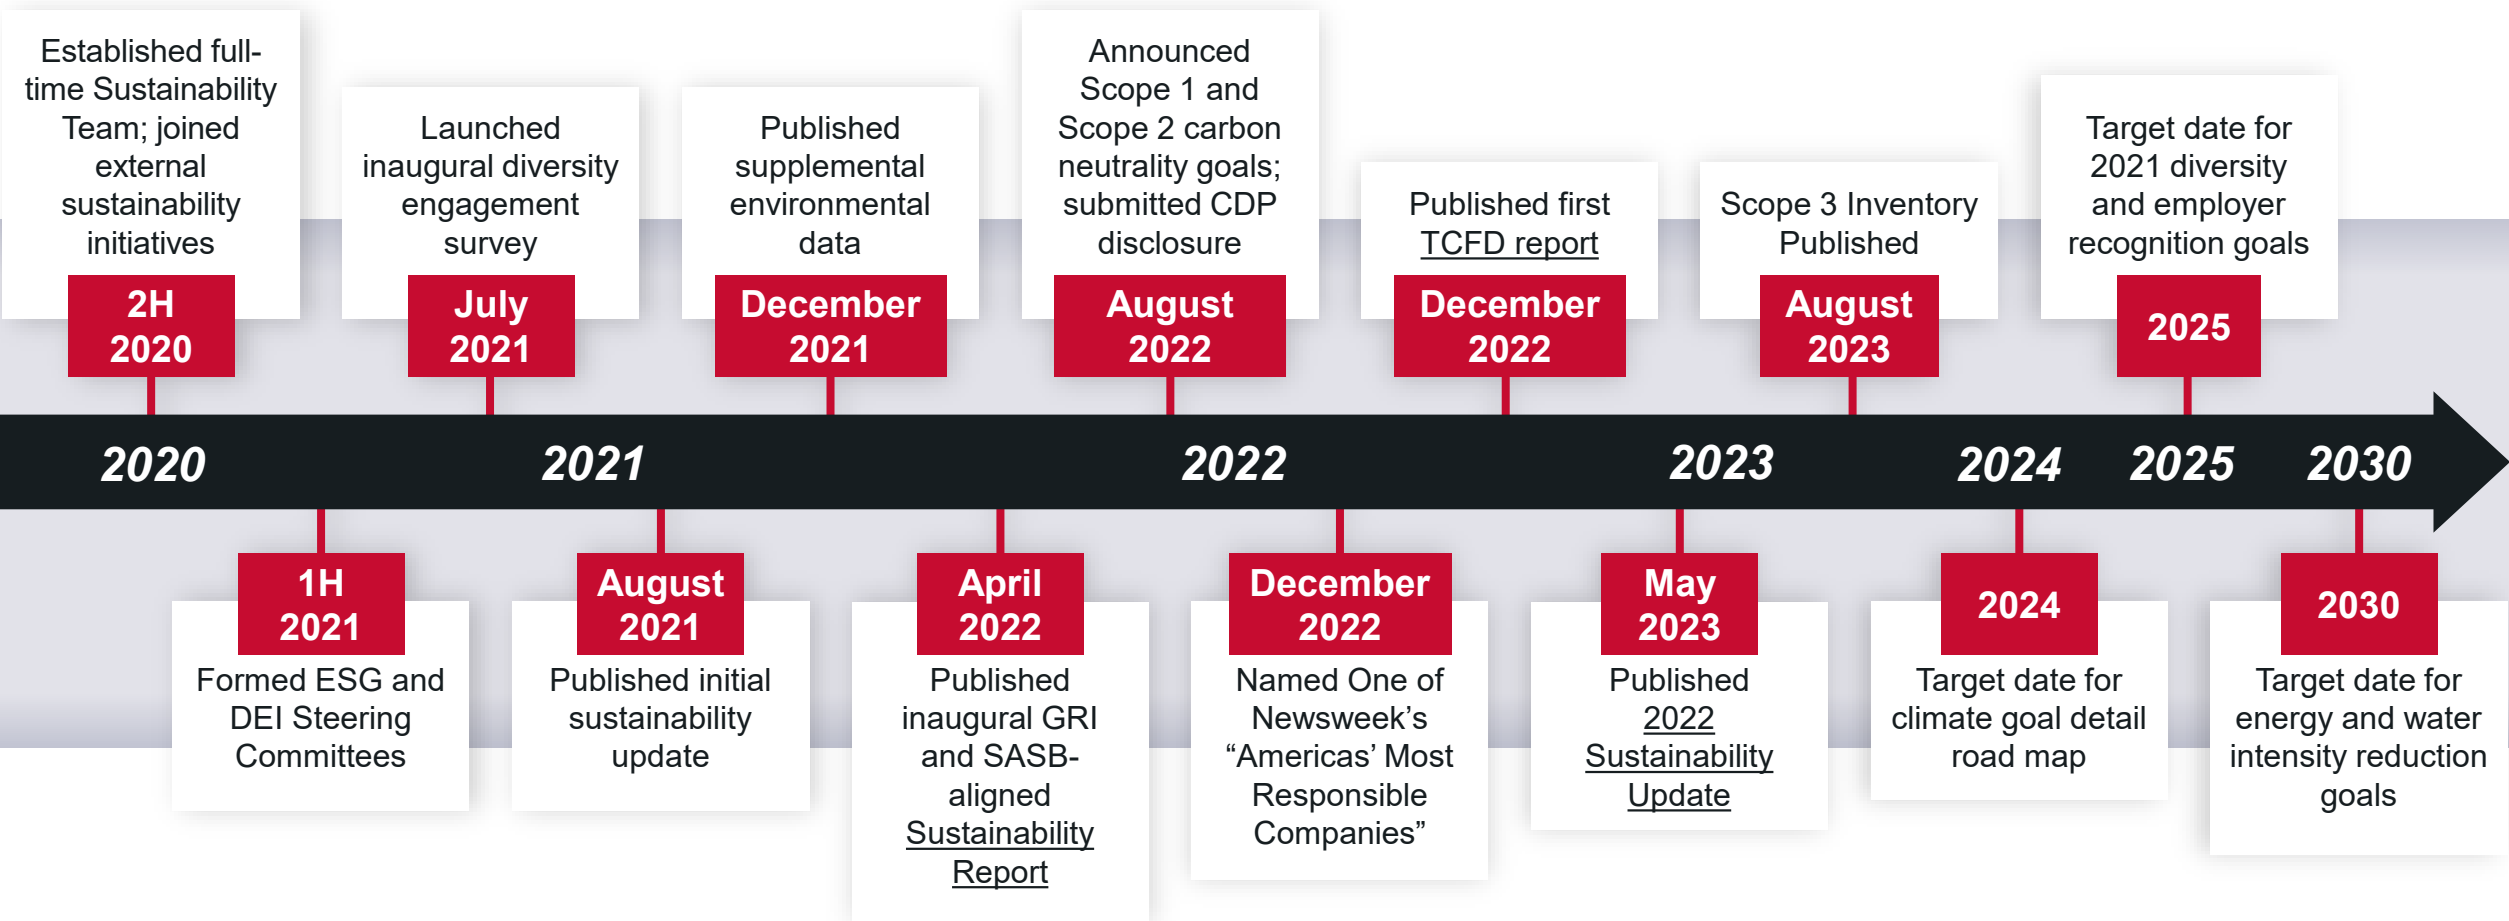 Established full-
time Sustainability
Team; joined
external
sustainability
initiatives
2H
2020
Launched
inaugural diversity
engagement
survey
July
2021
Published
supplemental
environmental
data
December
2021
Announced
Scope 1 and
Scope 2 carbon
neutrality goals;
submitted CDP
disclosure
August
2022
Published first
TCFD report
December
2022
Scope 3 Inventory
Published
August
2023
Target date for
2021 diversity
and employer
recognition goals
2025
2020
2021
2022
2023
2024
2025
2030
1H
2021
Formed ESG and
DEI Steering
Committees
August
2021
Published initial
sustainability
update
April
2022
Published
inaugural GRI
and SASB-
aligned
Sustainability
Report
December
2022
Named One of
Newsweek’s
“Americas’ Most
Responsible
Companies”
May
2023
Published
2022
Sustainability
Update
2024
Target date for
climate goal detail
road map
2030
Target date for
energy and water
intensity reduction
goals